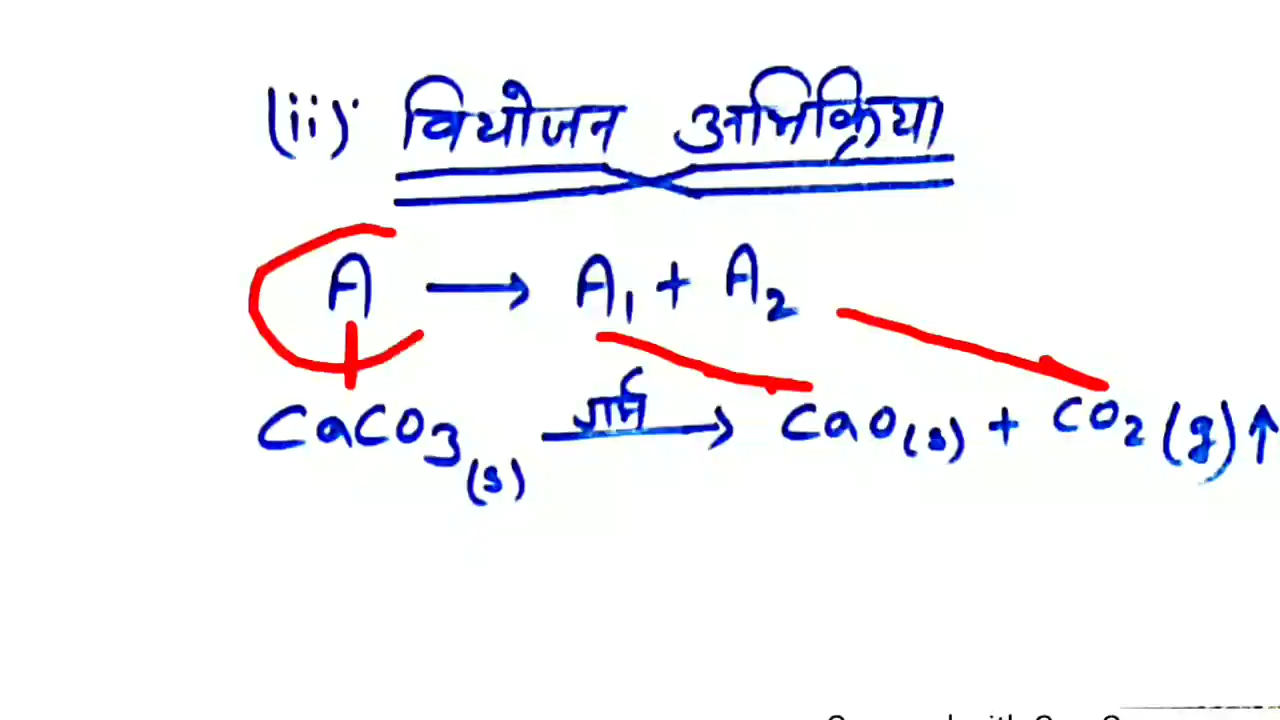 (ii) वियोजन अभिक्रिया
A ⟶ A₁ + A₂
CaCO₃(s) गर्म⟶ CaO(s) + CO₂(g)↑